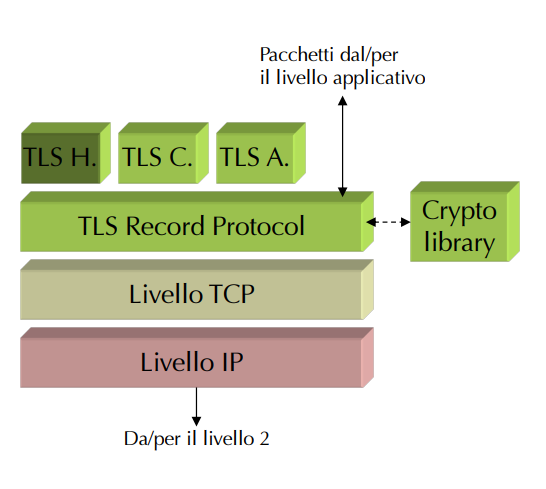 Pacchetti dal/per
il livello applicativo
TLS H.
TLS C.
TLS A.
TLS Record Protocol
Crypto
library
Livello TCP
Livello IP
Da/per il livello 2